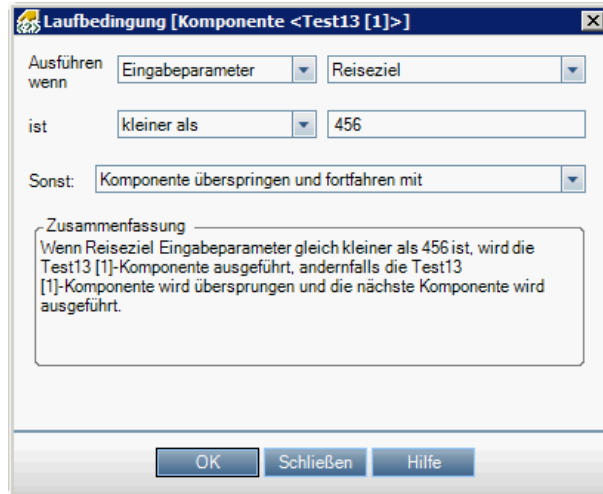 Laufbedingung [Komponente <Test13 [1]>]
Ausführen wenn Eingabeparameter Reiseziel
ist kleiner als 456
Sonst: Komponente überspringen und fortfahren mit
Zusammenfassung
Wenn Reiseziel Eingabeparameter gleich kleiner als 456 ist, wird die
Test13 [1]-Komponente ausgeführt, andernfalls die Test13
[1]-Komponente wird übersprungen und die nächste Komponente wird
ausgeführt.
OK Schließen Hilfe